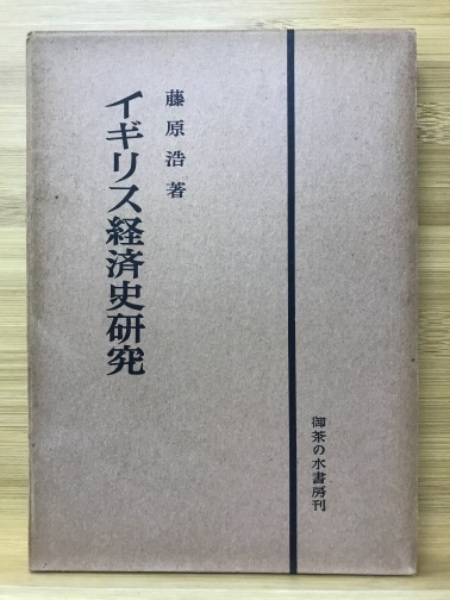 藤原浩著
イギリス経済史研究
御茶の水書房刊